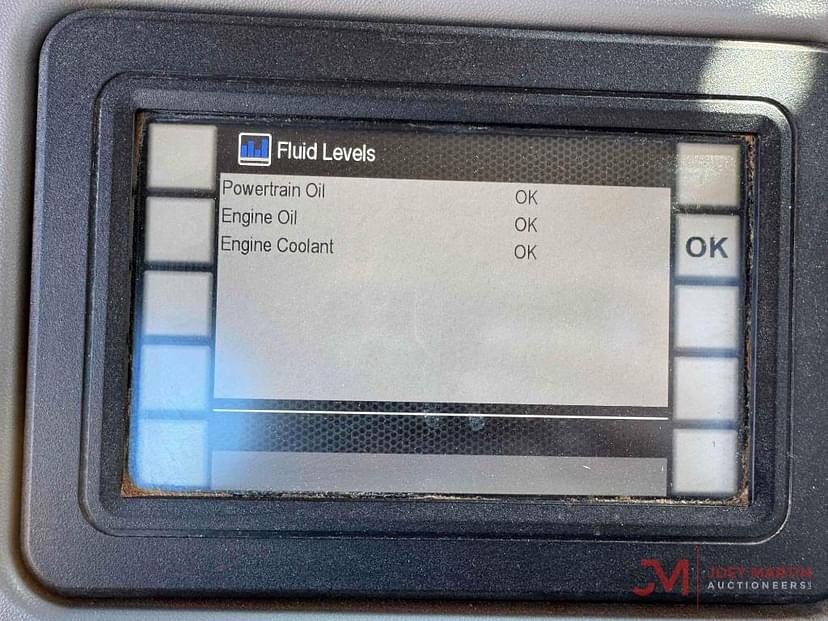 Fluid Levels
Powertrain Oil OK
Engine Oil OK
Engine Coolant OK
OK
JM JOEY MARTIN
AUCTIONEERS